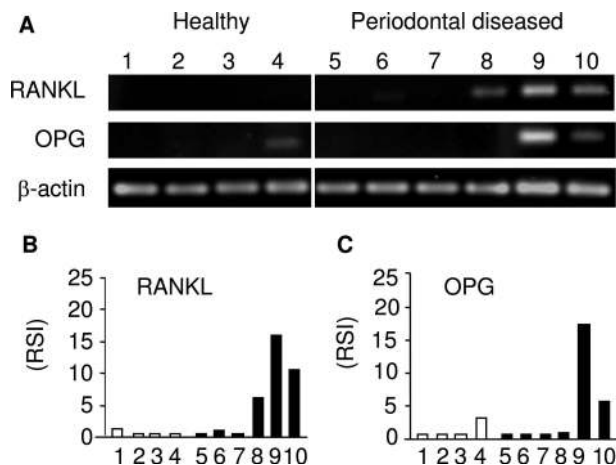 A
Healthy
Periodontal diseased
1 2 3 4 5 6 7 8 9 10
RANKL
OPG
β-actin
B
RANKL
(RSI)
25
20
15
10
5
0
1 2 3 4 5 6 7 8 9 10
C
OPG
(RSI)
25
20
15
10
5
0
1 2 3 4 5 6 7 8 9 10